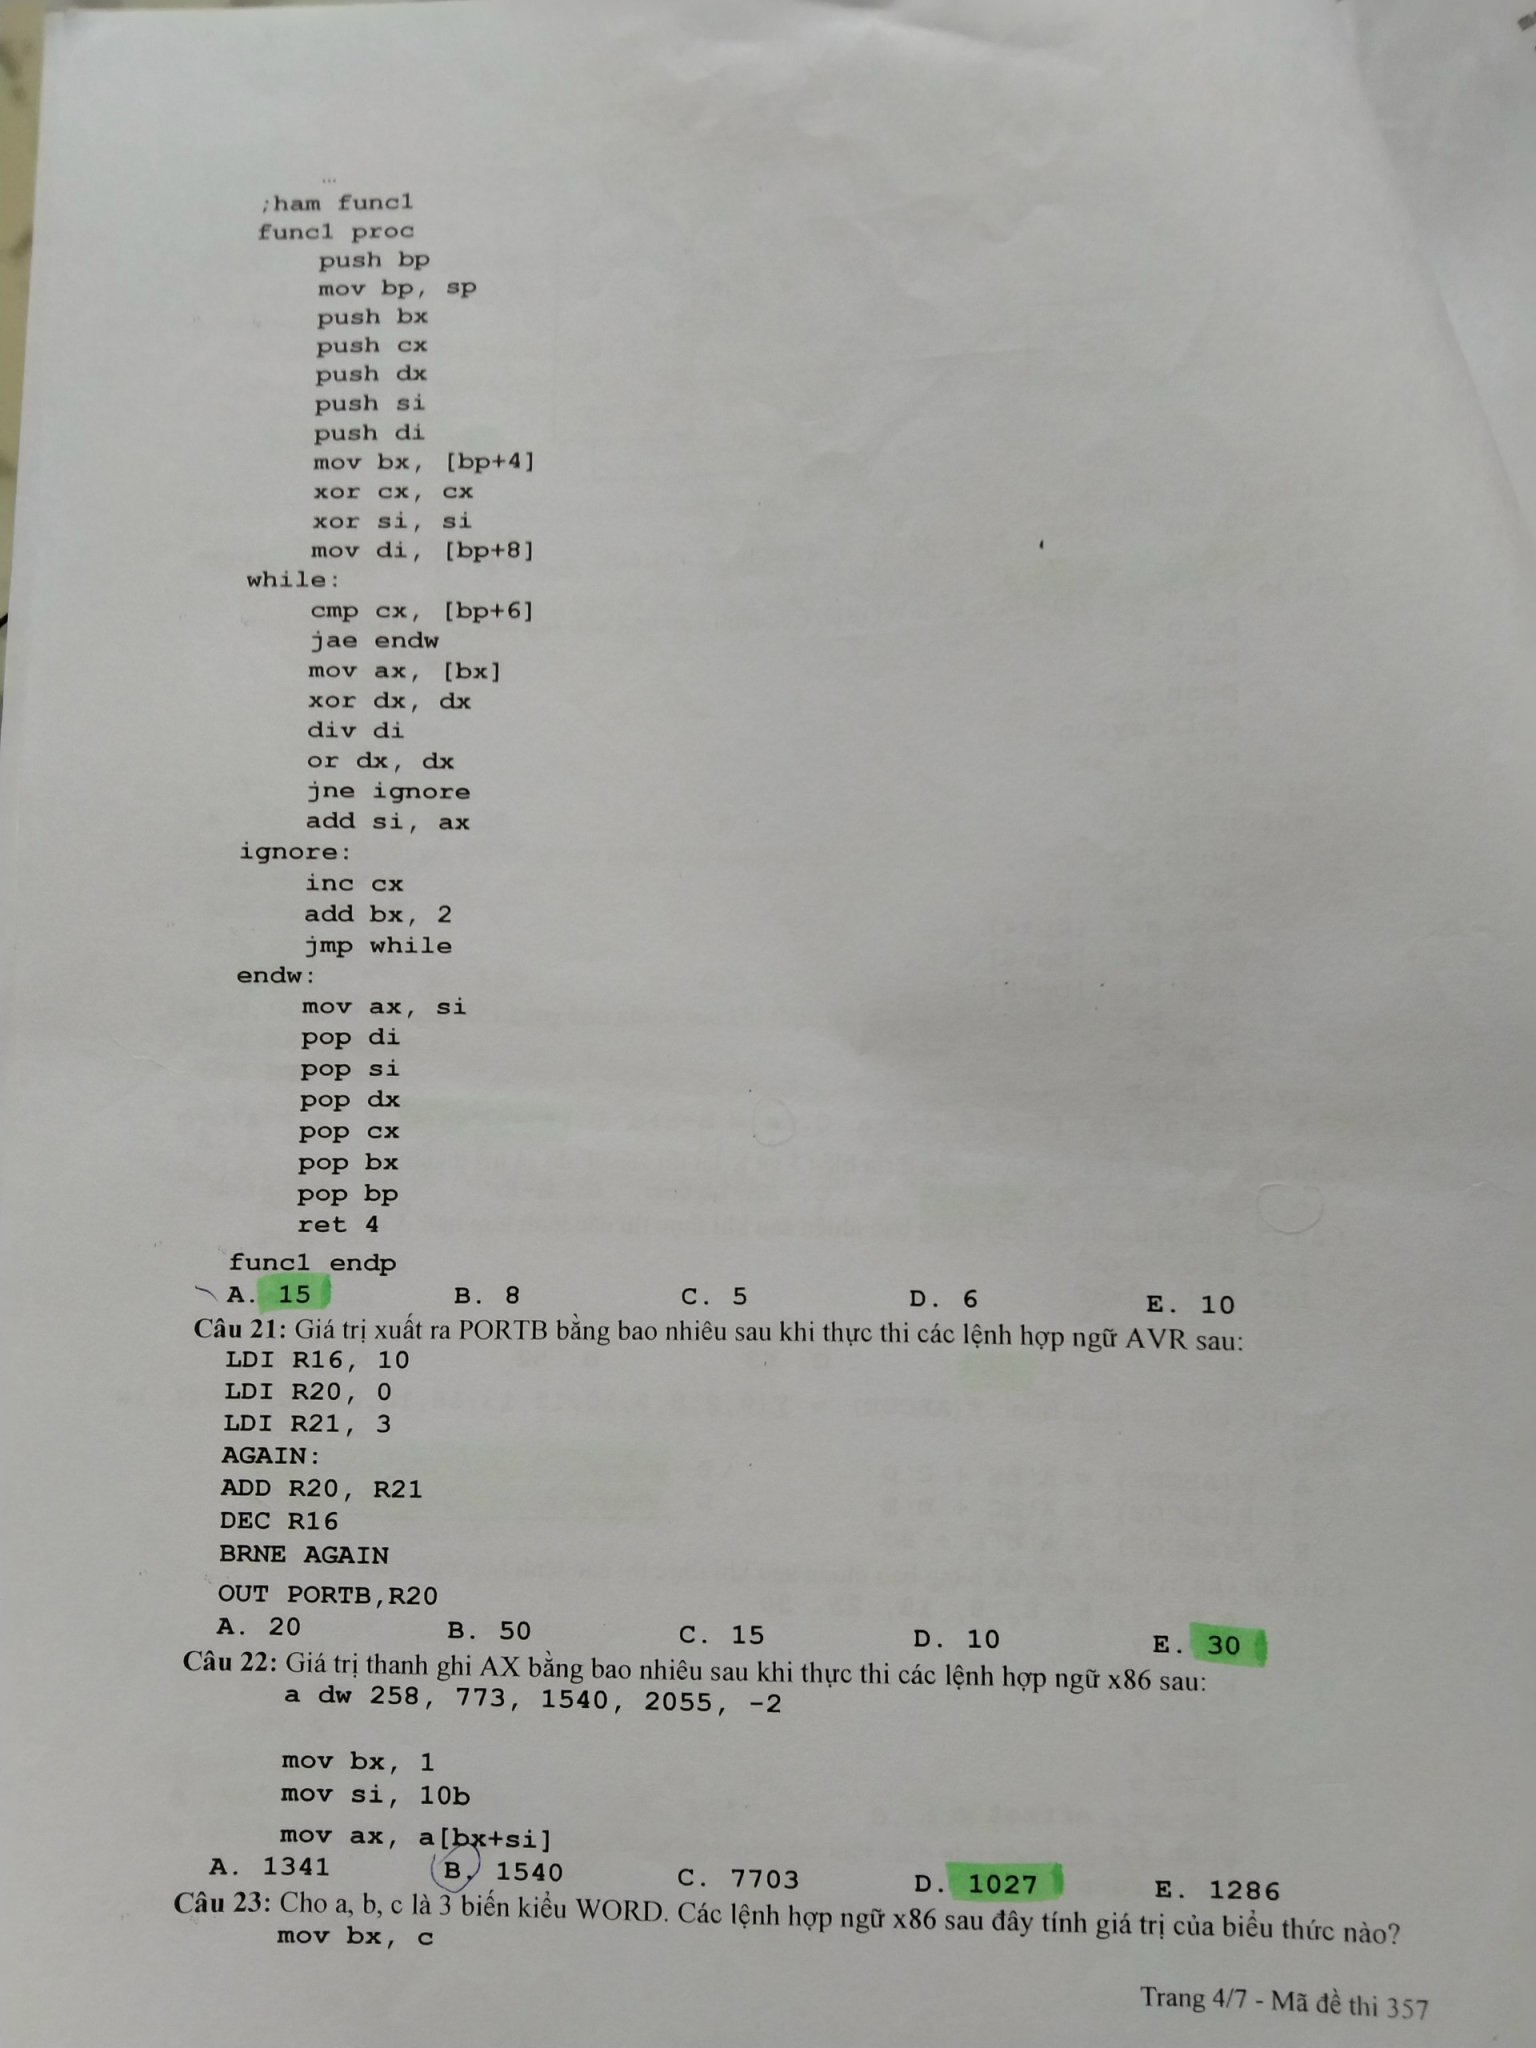 ...
;ham func1
func1 proc
push bp
mov bp, sp
push bx
push cx
push dx
push si
push di
mov bx, [bp+4]
xor cx, cx
xor si, si
mov di, [bp+8]
while:
cmp cx, [bp+6]
jae endw
mov ax, [bx]
xor dx, dx
div di
or dx, dx
jne ignore
add si, ax
ignore:
inc cx
add bx, 2
jmp while
endw:
mov ax, si
pop di
pop si
pop dx
pop cx
pop bx
pop bp
ret 4
func1 endp
A. 15 B. 8 C. 5 D. 6 E. 10
Câu 21: Giá trị xuất ra PORTB bằng bao nhiêu sau khi thực thi các lệnh hợp ngữ AVR sau:
LDI R16, 10
LDI R20, 0
LDI R21, 3
AGAIN:
ADD R20, R21
DEC R16
BRNE AGAIN
OUT PORTB,R20
A. 20 B. 50 C. 15 D. 10 E. 30
Câu 22: Giá trị thanh ghi AX bằng bao nhiêu sau khi thực thi các lệnh hợp ngữ x86 sau:
a dw 258, 773, 1540, 2055, -2
mov bx, 1
mov si, 10b
mov ax, a[bx+si]
A. 1341 B. 1540 C. 7703 D. 1027 E. 1286
Câu 23: Cho a, b, c là 3 biến kiểu WORD. Các lệnh hợp ngữ x86 sau đây tính giá trị của biểu thức nào?
mov bx, c
Trang 4/7 - Mã đề thi 357